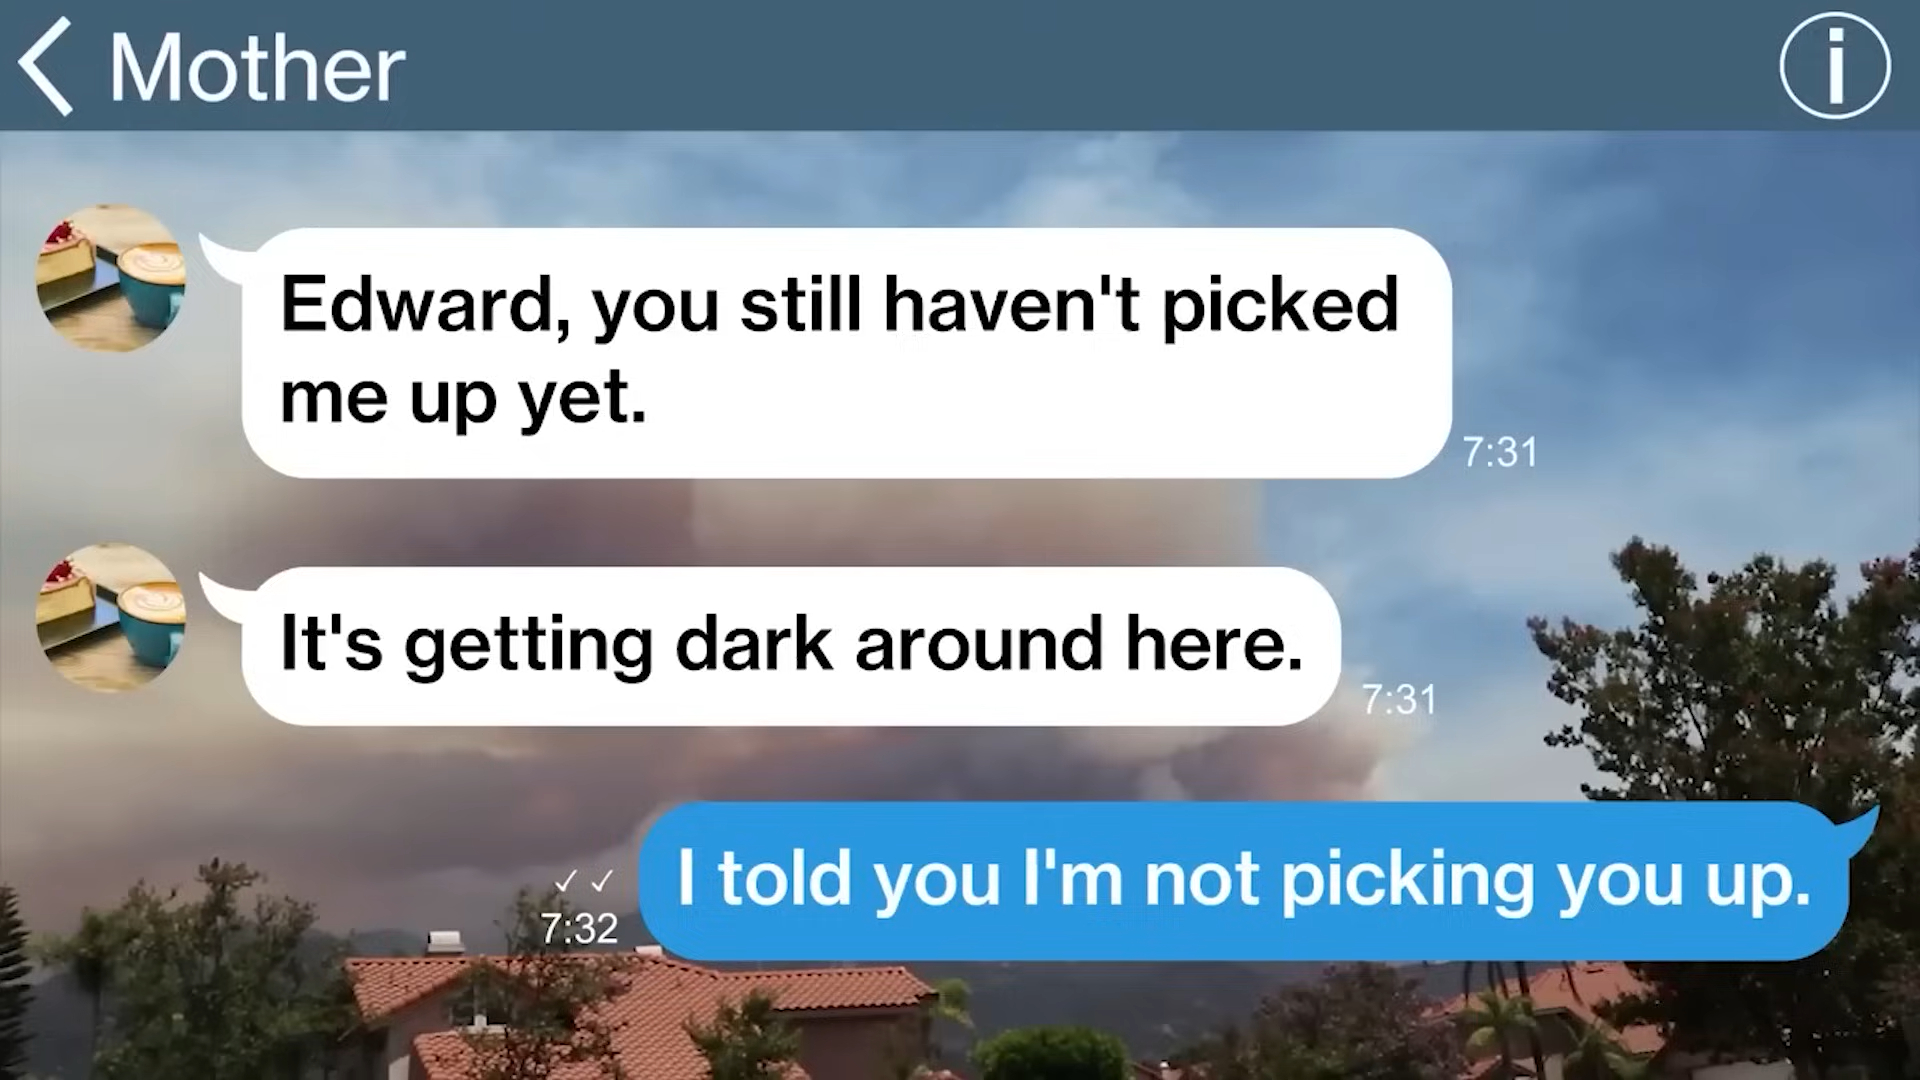 Mother
Edward, you still haven't picked
me up yet.
7:31
It's getting dark around here.
7:31
I told you I'm not picking you up.
✓✓
7:32